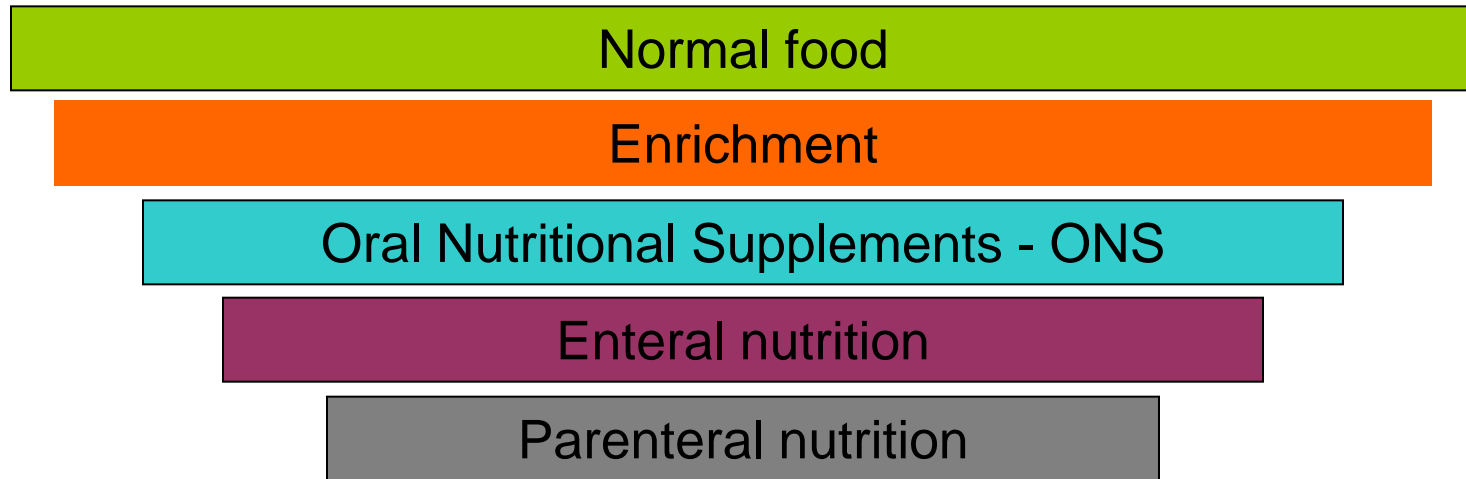 Normal food
Enrichment
Oral Nutritional Supplements - ONS
Enteral nutrition
Parenteral nutrition